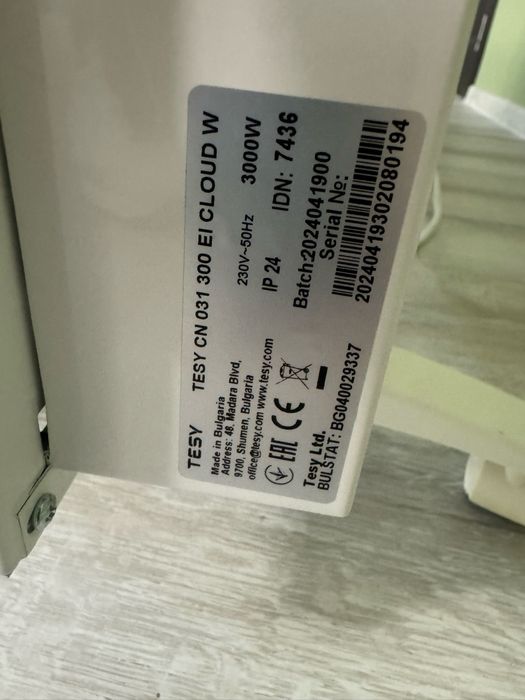 TESY TESY CN 031 300 EI CLOUD W
Made in Bulgaria
Address: 48, Madara Blvd,
9700, Shumen, Bulgaria
office@tesy.com www.tesy.com
230V~50Hz 3000W
IP 24 IDN: 7436
EAC CE
Batch:2024041900
Serial №:
20240419302080194
Tesy Ltd.
BULSTAT: BG040029337